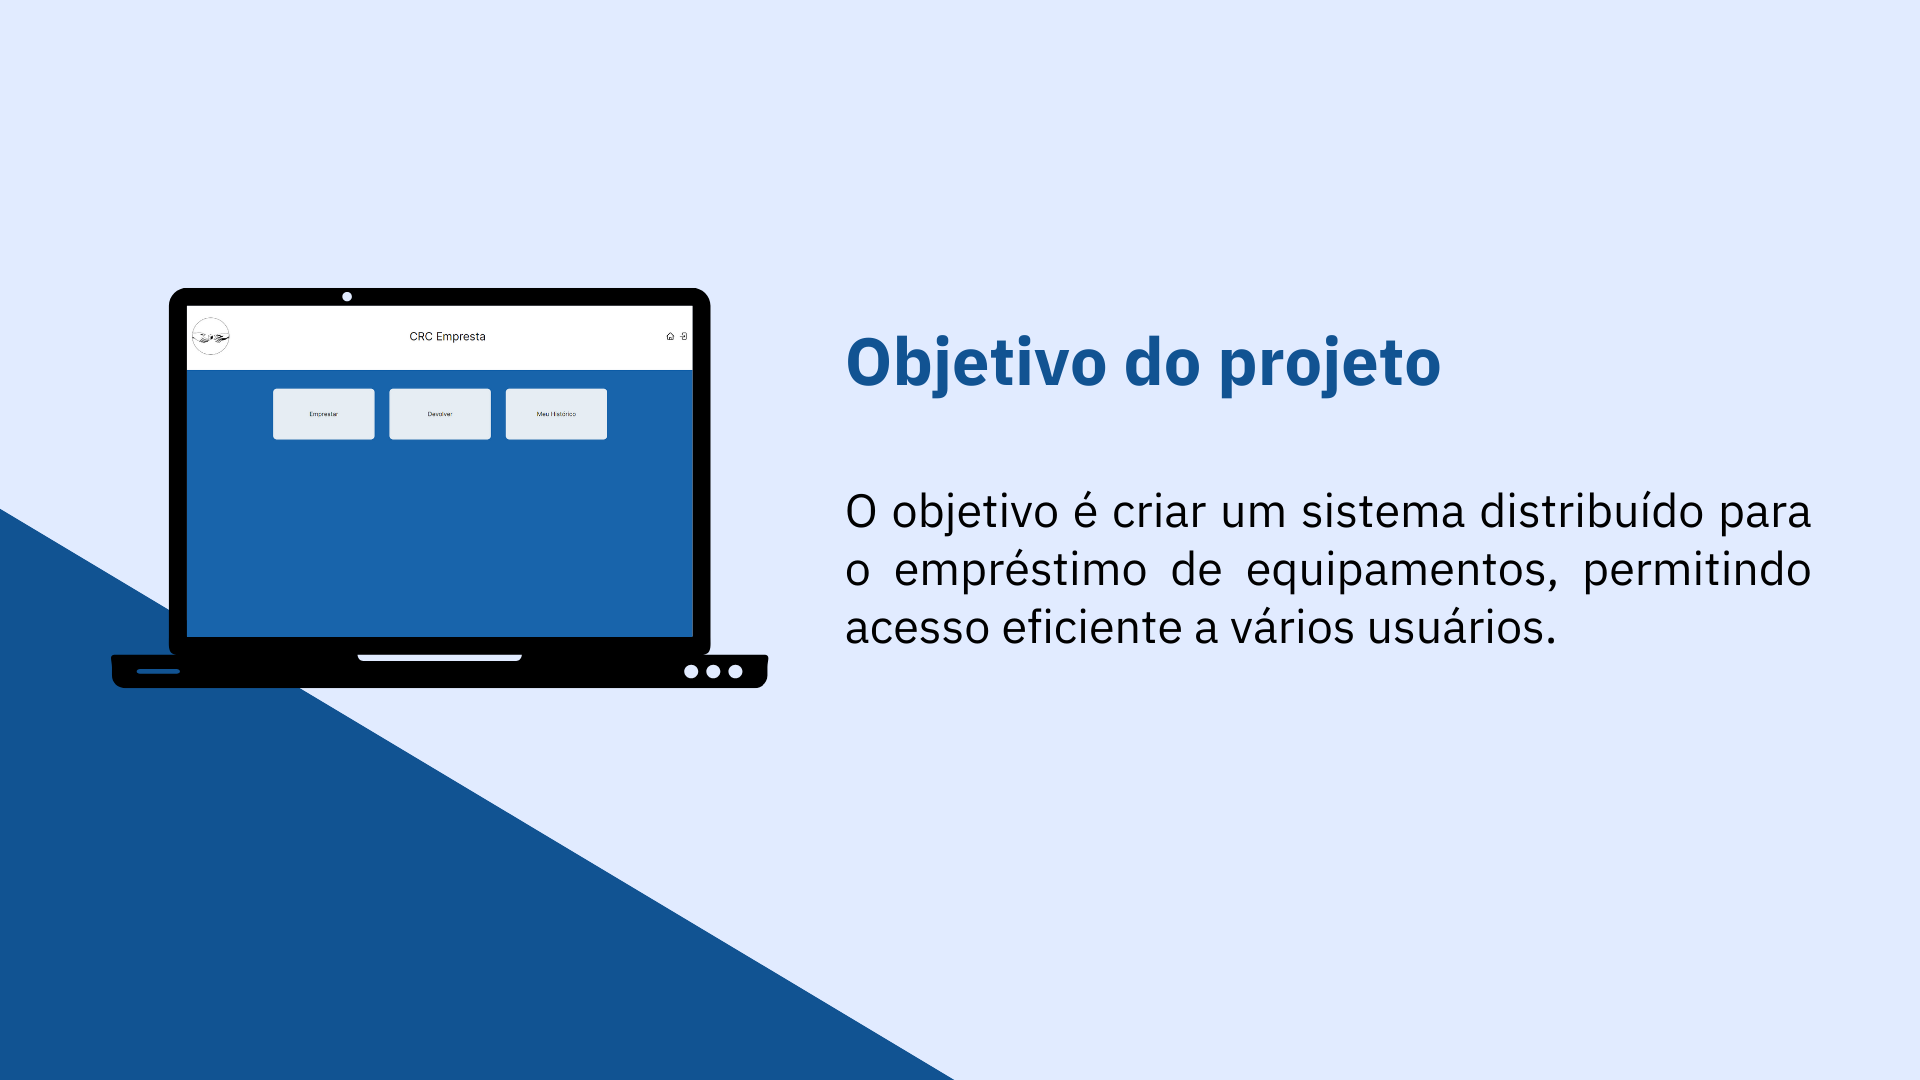 CRC Empresta
Emprestar
Devolver
Meu Histórico
Objetivo do projeto
O objetivo é criar um sistema distribuído para
o empréstimo de equipamentos, permitindo
acesso eficiente a vários usuários.